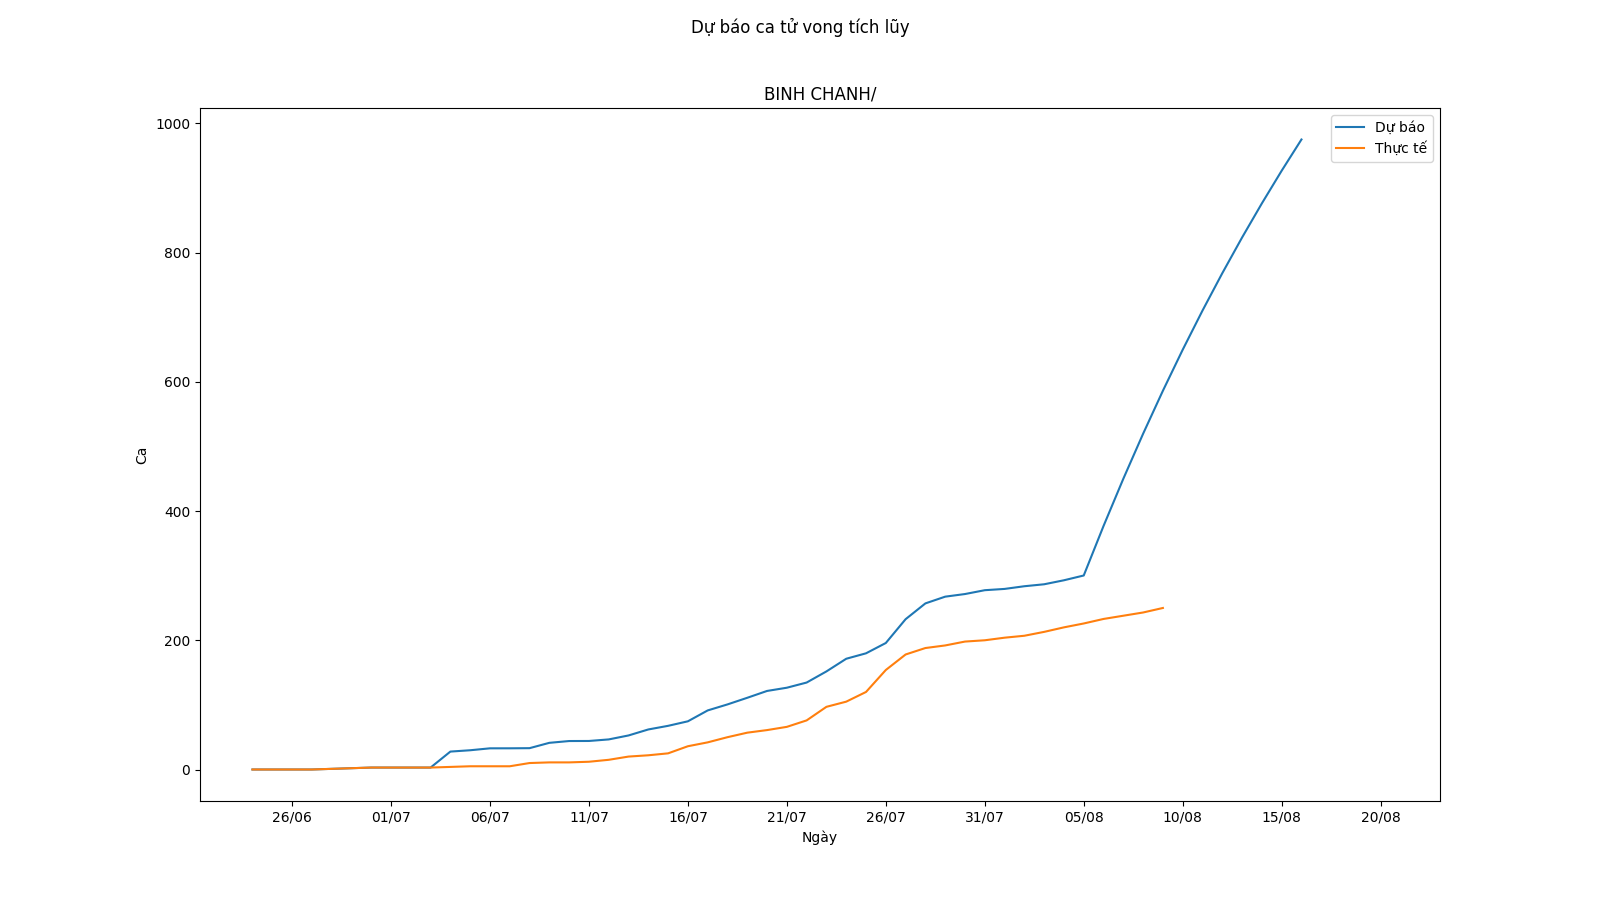 Dự báo ca tử vong tích lũy
BINH CHANH/
Dự báo
Thực tế
Ca
1000
800
600
400
200
0
26/06 01/07 06/07 11/07 16/07 21/07 26/07 31/07 05/08 10/08 15/08 20/08
Ngày